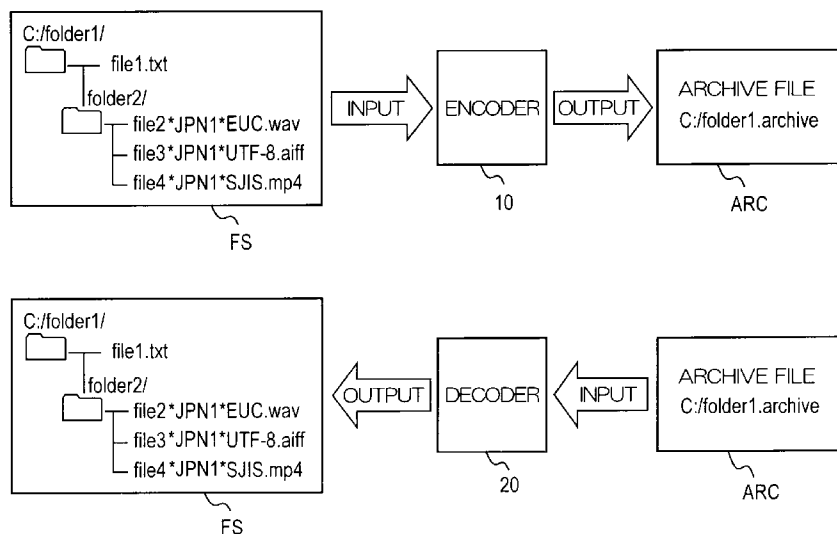 C:/folder1/
file1.txt
folder2/
file2*JPN1*EUC.wav
file3*JPN1*UTF-8.aiff
file4*JPN1*SJIS.mp4
FS
INPUT
ENCODER
10
OUTPUT
ARCHIVE FILE
C:/folder1.archive
ARC
C:/folder1/
file1.txt
folder2/
file2*JPN1*EUC.wav
file3*JPN1*UTF-8.aiff
file4*JPN1*SJIS.mp4
FS
OUTPUT
DECODER
20
INPUT
ARCHIVE FILE
C:/folder1.archive
ARC